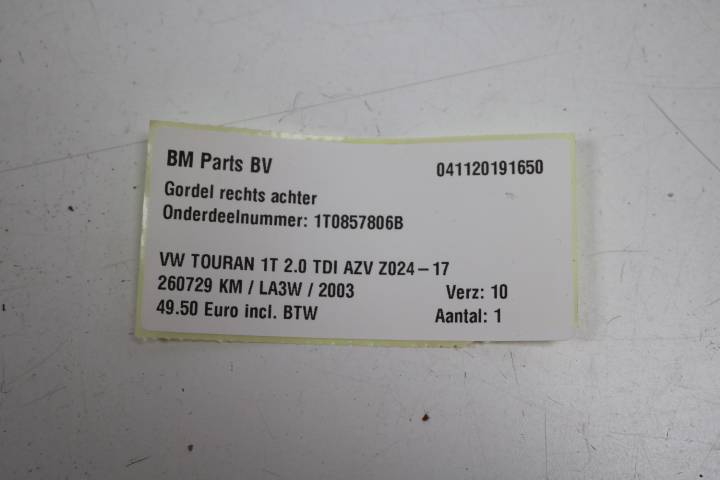 BM Parts BV 041120191650
Gordel rechts achter
Onderdeelnummer: 1T0857806B
VW TOURAN 1T 2.0 TDI AZV Z024-17
260729 KM / LA3W / 2003 Verz: 10
49.50 Euro incl. BTW Aantal: 1